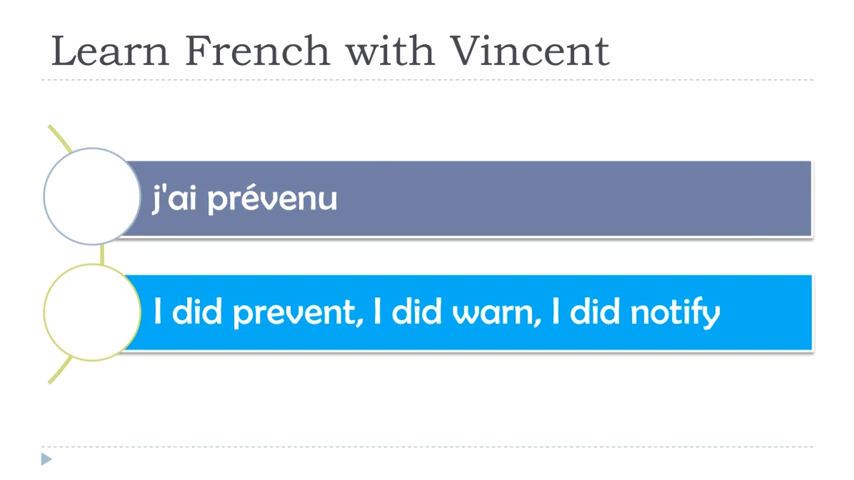 Learn French with Vincent
j'ai prévenu
I did prevent, I did warn, I did notify